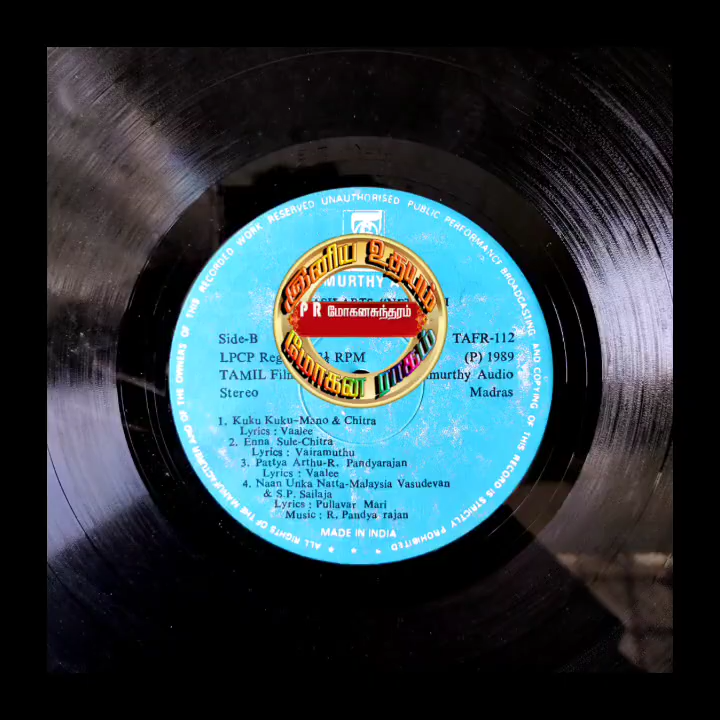 ALL RIGHTS OF THE MANUFACTURER AND OF THE OWNERS OF THIS RECORDED WORK RESERVED UNAUTHORISED PUBLIC PERFORMANCE BROADCASTING AND COPYING OF THIS RECORD IS STRICTLY PROHIBITED
இனிய உதயம்
MURTHY
P R மோகனசுந்தரம்
மோகன ராகம்
Side-B TAFR-112
LPCP RPM (P) 1989
TAMIL murthy Audio
Stereo Madras
1. Kuku Kuku-Mano & Chitra
Lyrics : Vaalee
2. Enna Sule-Chitra
Lyrics : Vairamuthu
3. Pattya Arthu-R. Pandyarajan
Lyrics : Vaalee
4. Naan Unka Natta-Malaysia Vasudevan
& S.P. Sailaja
Lyrics : Pullavar Mari
Music : R. Pandya rajan
MADE IN INDIA